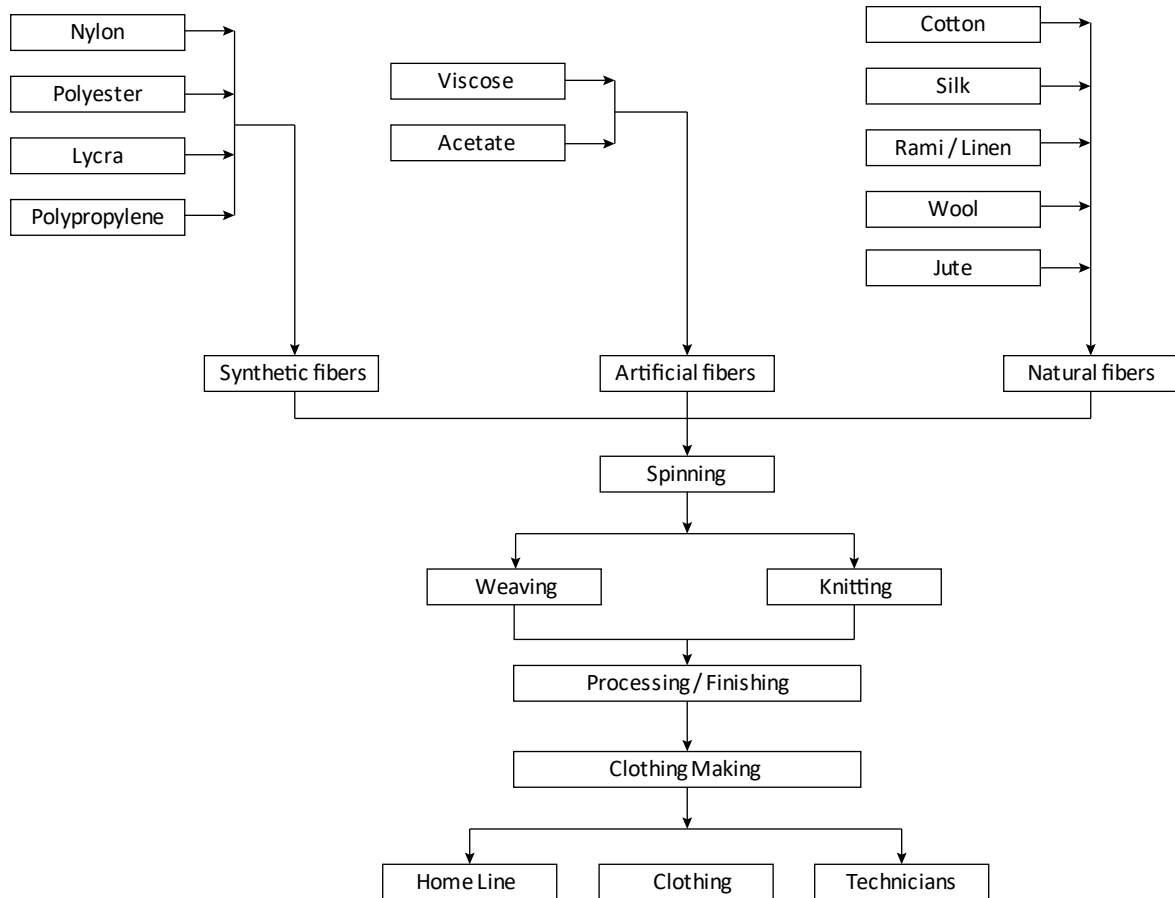 Nylon
Polyester
Lycra
Polypropylene
Viscose
Acetate
Cotton
Silk
Rami / Linen
Wool
Jute
Synthetic fibers
Artificial fibers
Natural fibers
Spinning
Weaving
Knitting
Processing / Finishing
Clothing Making
Home Line
Clothing
Technicians